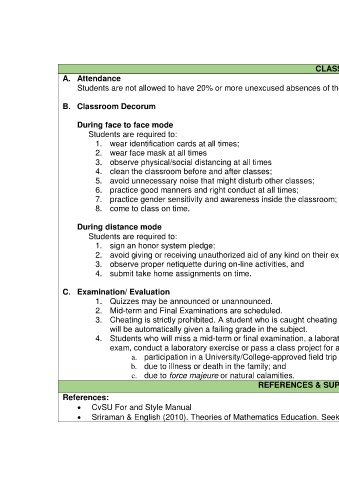 CLASS
A. Attendance
Students are not allowed to have 20% or more unexcused absences of th
B. Classroom Decorum
During face to face mode
Students are required to:
1. wear identification cards at all times;
2. wear face mask at all times
3. observe physical/social distancing at all times
4. clean the classroom before and after classes;
5. avoid unnecessary noise that might disturb other classes;
6. practice good manners and right conduct at all times;
7. practice gender sensitivity and awareness inside the classroom;
8. come to class on time.
During distance mode
Students are required to:
1. sign an honor system pledge;
2. avoid giving or receiving unauthorized aid of any kind on their ex
3. observe proper netiquette during on-line activities, and
4. submit take home assignments on time.
C. Examination/ Evaluation
1. Quizzes may be announced or unannounced.
2. Mid-term and Final Examinations are scheduled.
3. Cheating is strictly prohibited. A student who is caught cheating
will be automatically given a failing grade in the subject.
4. Students who will miss a mid-term or final examination, a laborat
exam, conduct a laboratory exercise or pass a class project for a
a. participation in a University/College-approved field trip
b. due to illness or death in the family; and
c. due to force majeure or natural calamities.
REFERENCES & SUP
References:
• CvSU For and Style Manual
• Sriraman & English (2010). Theories of Mathematics Education. Seek